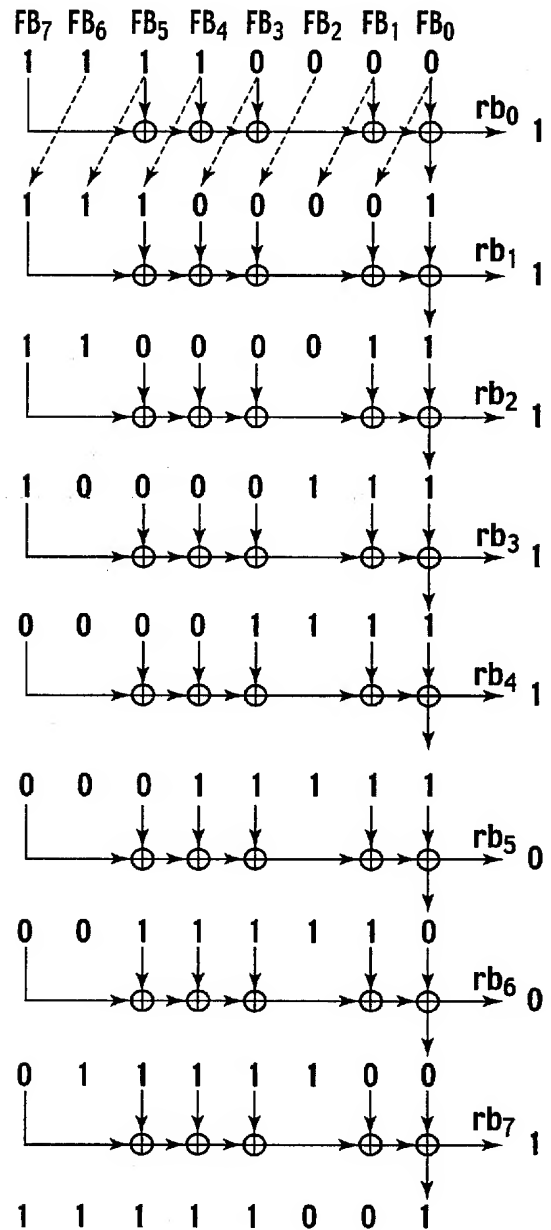 FB₇ FB₆ FB₅ FB₄ FB₃ FB₂ FB₁ FB₀
1 1 1 1 0 0 0 0
rb₀ 1
1 1 1 0 0 0 0 1
rb₁ 1
1 1 0 0 0 0 1 1
rb₂ 1
1 0 0 0 0 1 1 1
rb₃ 1
0 0 0 0 1 1 1 1
rb₄ 1
0 0 0 1 1 1 1 1
rb₅ 0
0 0 1 1 1 1 1 0
rb₆ 0
0 1 1 1 1 1 0 0
rb₇ 1
1 1 1 1 1 0 0 1